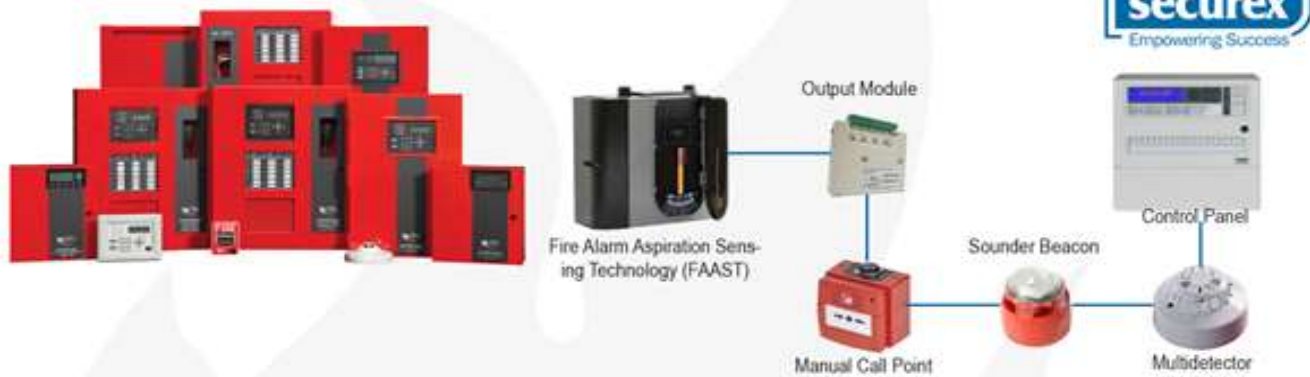 securex
Empowering Success
Output Module
Control Panel
Fire Alarm Aspiration Sens-
ing Technology (FAAST)
Sounder Beacon
FIRE
Manual Call Point
Multidetector